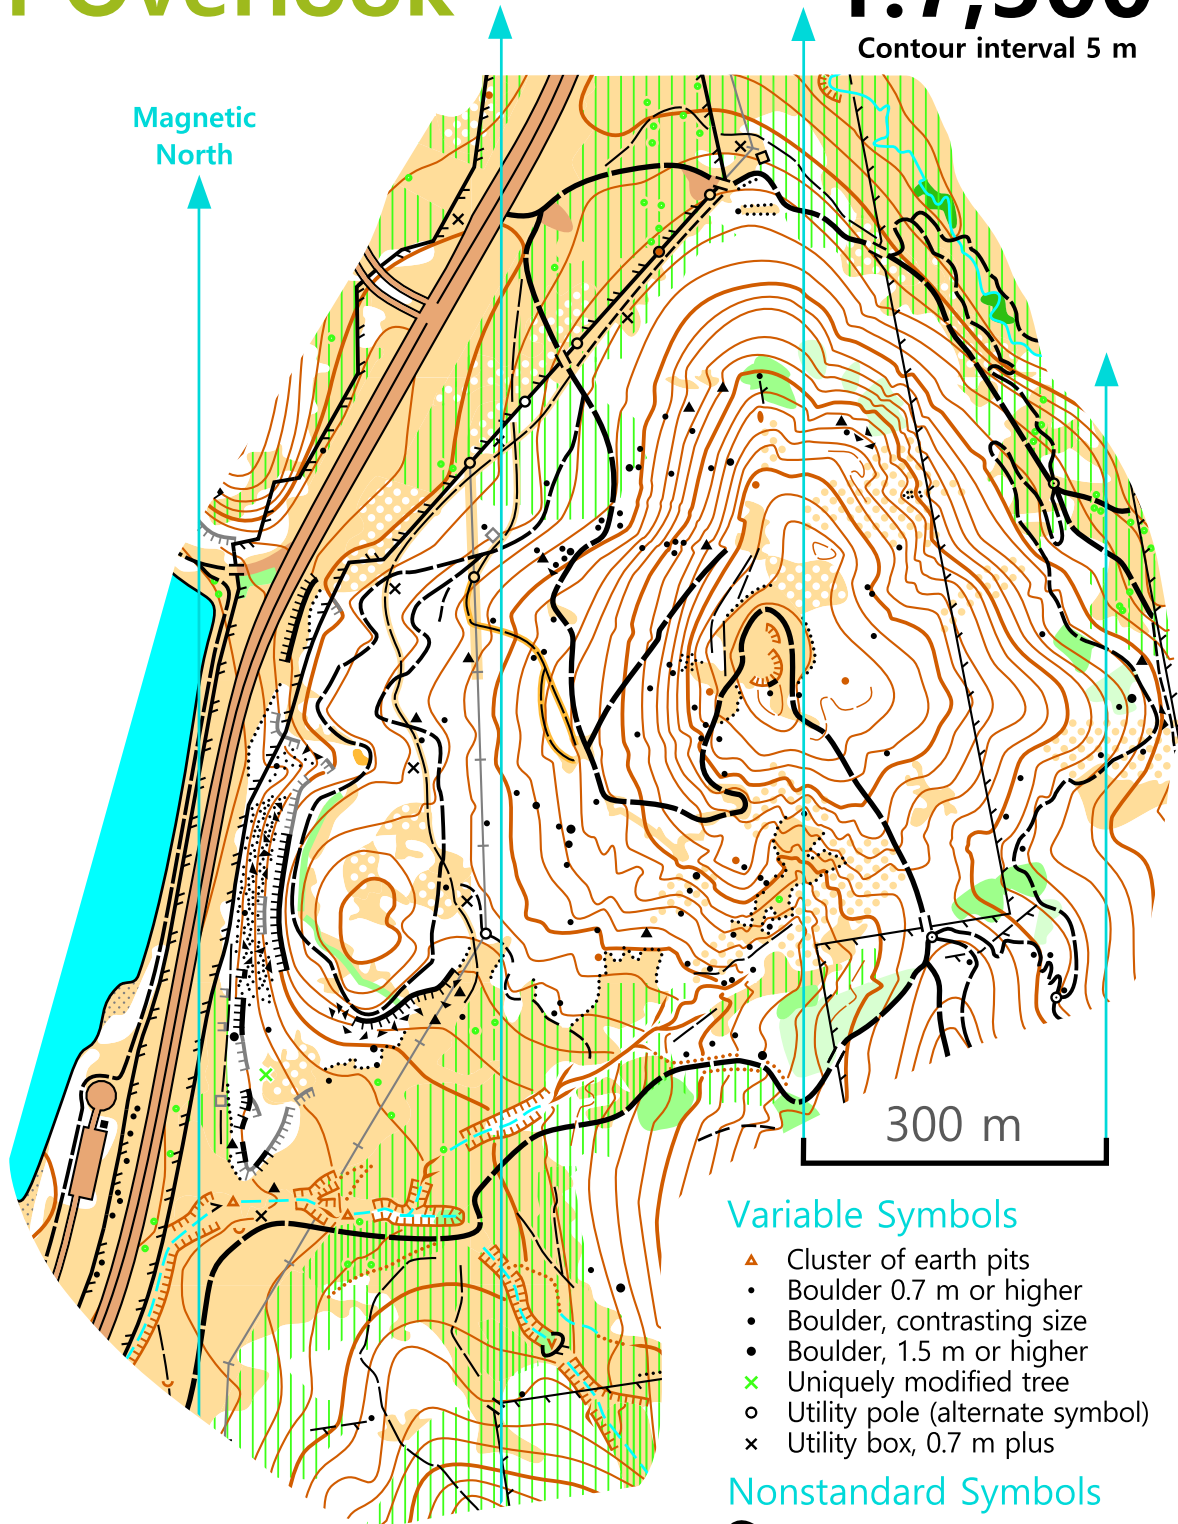 Contour interval 5 m
Magnetic
North
300 m
Variable Symbols
Cluster of earth pits
Boulder 0.7 m or higher
Boulder, contrasting size
Boulder, 1.5 m or higher
Uniquely modified tree
Utility pole (alternate symbol)
Utility box, 0.7 m plus
Nonstandard Symbols